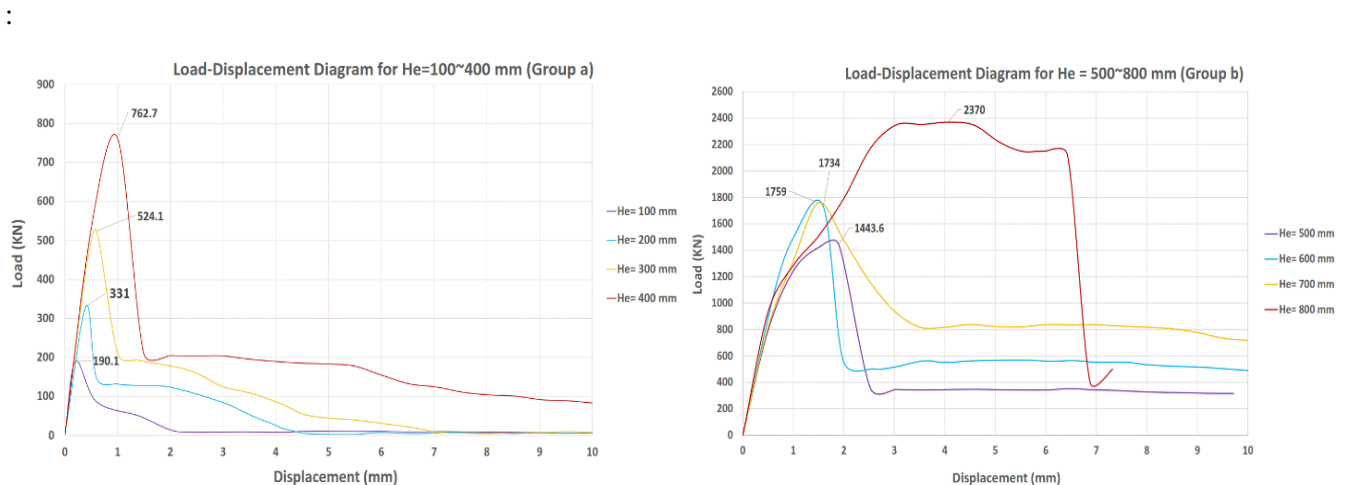 :
Load-Displacement Diagram for He=100~400 mm (Group a)
900
800
700
600
500
400
300
200
100
0
Load (KN)
762.7
524.1
331
190.1
He= 100 mm
He= 200 mm
He= 300 mm
He= 400 mm
0 1 2 3 4 5 6 7 8 9 10
Displacement (mm)
Load-Displacement Diagram for He = 500~800 mm (Group b)
2600
2400
2200
2000
1800
1600
1400
1200
1000
800
600
400
200
0
Load (KN)
2370
1734
1759
1443.6
He= 500 mm
He= 600 mm
He= 700 mm
He= 800 mm
0 1 2 3 4 5 6 7 8 9 10
Displacement (mm)